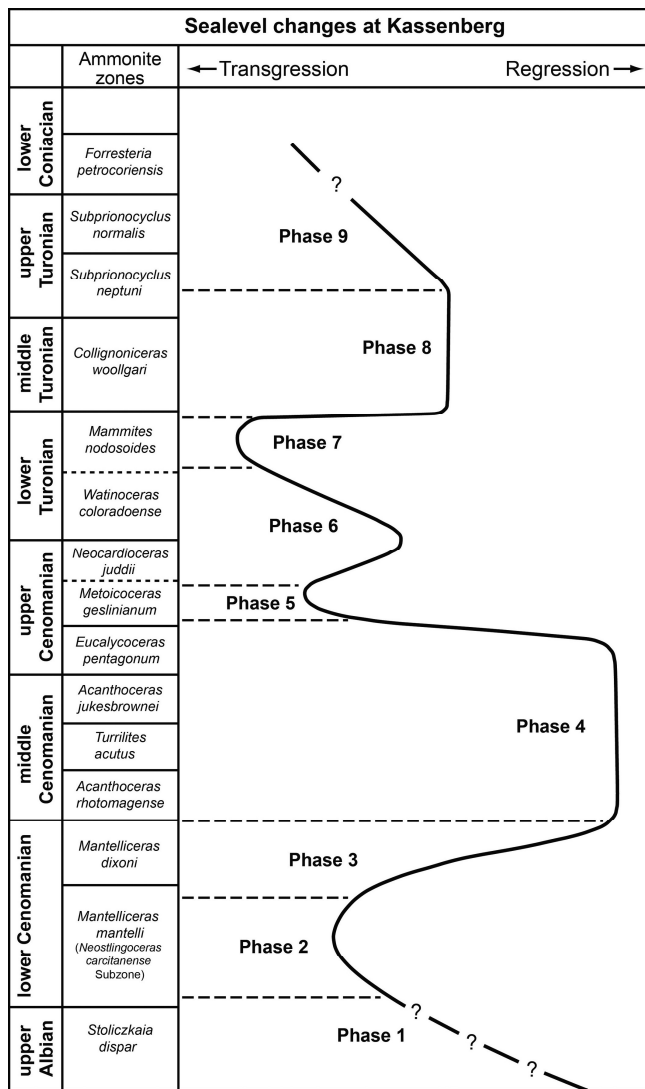 Sealevel changes at Kassenberg
Ammonite
zones
← Transgression
Regression →
lower
Coniacian
Forresteria
petrocoriensis
?
upper
Turonian
Subprionocyclus
normalis
Phase 9
Subprionocyclus
neptuni
middle
Turonian
Collignoniceras
woollgari
Phase 8
lower
Turonian
Mammites
nodosoides
Phase 7
Watinoceras
coloradoense
Phase 6
upper
Cenomanian
Neocardioceras
juddii
Metoicoceras
geslinianum
Phase 5
Eucalycoceras
pentagonum
middle
Cenomanian
Acanthoceras
jukesbrownei
Phase 4
Turrilites
acutus
Acanthoceras
rhotomagense
lower Cenomanian
Mantelliceras
dixoni
Phase 3
Mantelliceras
mantelli
(Neostlingoceras
carcitanense
Subzone)
Phase 2
upper
Albian
Stoliczkaia
dispar
Phase 1
?
?
?